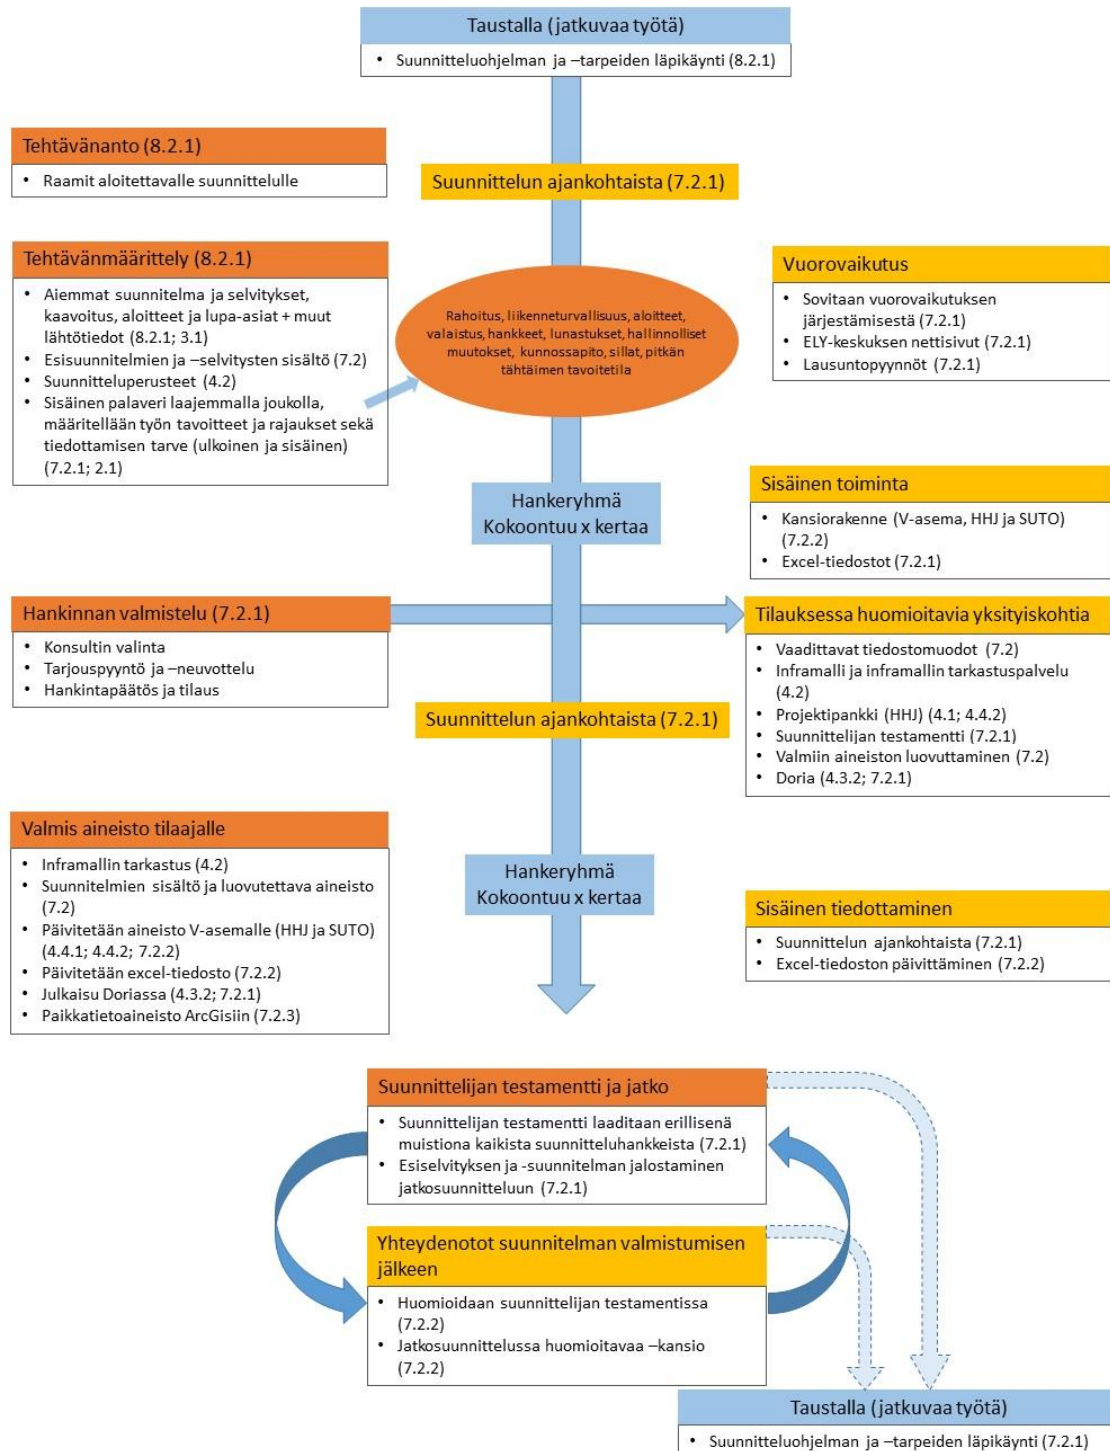 Taustalla (jatkuvaa työtä)
• Suunnitteluohjelman ja –tarpeiden läpikäynti (8.2.1)
Tehtävänanto (8.2.1)
• Raamit aloitettavalle suunnittelulle
Suunnittelun ajankohtaista (7.2.1)
Tehtävänmäärittely (8.2.1)
• Aiemmat suunnitelma ja selvitykset,
kaavoitus, aloitteet ja lupa-asiat + muut
lähtötiedot (8.2.1; 3.1)
• Esisuunnitelmien ja –selvitysten sisältö (7.2)
• Suunnitteluperusteet (4.2)
• Sisäinen palaveri laajemmalla joukolla,
määritellään työn tavoitteet ja rajaukset sekä
tiedottamisen tarve (ulkoinen ja sisäinen)
(7.2.1; 2.1)
Rahoitus, liikenneturvallisuus, aloitteet,
valaistus, hankkeet, lunastukset, hallinnolliset
muutokset, kunnossapito, sillat, pitkän
tähtäimen tavoitetila
Vuorovaikutus
• Sovitaan vuorovaikutuksen
järjestämisestä (7.2.1)
• ELY-keskuksen nettisivut (7.2.1)
• Lausuntopyynnöt (7.2.1)
Hankeryhmä
Kokoontuu x kertaa
Sisäinen toiminta
• Kansiorakenne (V-asema, HHJ ja SUTO)
(7.2.2)
• Excel-tiedostot (7.2.1)
Hankinnan valmistelu (7.2.1)
• Konsultin valinta
• Tarjouspyyntö ja –neuvottelu
• Hankintapäätös ja tilaus
Tilauksessa huomioitavia yksityiskohtia
• Vaadittavat tiedostomuodot (7.2)
• Inframalli ja inframallin tarkastuspalvelu
(4.2)
• Projektipankki (HHJ) (4.1; 4.4.2)
• Suunnittelijan testamentti (7.2.1)
• Valmiin aineiston luovuttaminen (7.2)
• Doria (4.3.2; 7.2.1)
Suunnittelun ajankohtaista (7.2.1)
Valmis aineisto tilaajalle
• Inframallin tarkastus (4.2)
• Suunnitelmien sisältö ja luovutettava aineisto
(7.2)
• Päivitetään aineisto V-asemalle (HHJ ja SUTO)
(4.4.1; 4.4.2; 7.2.2)
• Päivitetään excel-tiedosto (7.2.2)
• Julkaisu Doriassa (4.3.2; 7.2.1)
• Paikkatietoaineisto ArcGisiin (7.2.3)
Hankeryhmä
Kokoontuu x kertaa
Sisäinen tiedottaminen
• Suunnittelun ajankohtaista (7.2.1)
• Excel-tiedoston päivittäminen (7.2.2)
Suunnittelijan testamentti ja jatko
• Suunnittelijan testamentti laaditaan erillisenä
muistiona kaikista suunnitteluhankkeista (7.2.1)
• Esiselvityksen ja -suunnitelman jalostaminen
jatkosuunnitteluun (7.2.1)
Yhteydenotot suunnitelman valmistumisen
jälkeen
• Huomioidaan suunnittelijan testamentissa
(7.2.2)
• Jatkosuunnittelussa huomioitavaa –kansio
(7.2.2)
Taustalla (jatkuvaa työtä)
• Suunnitteluohjelman ja –tarpeiden läpikäynti (7.2.1)